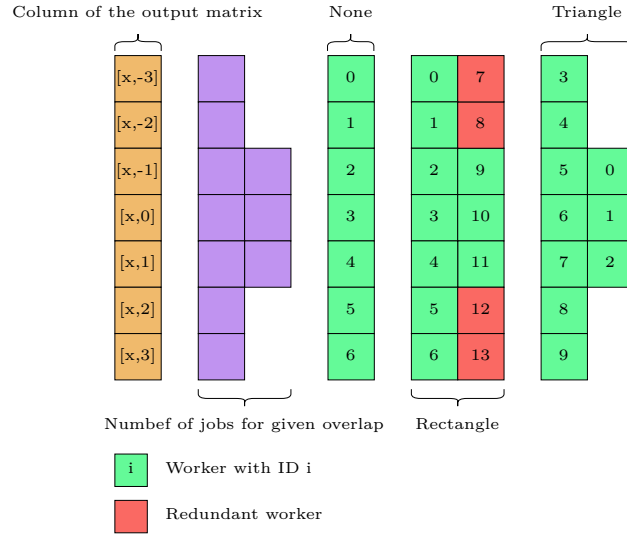 Column of the output matrix None Triangle
[x,-3] 0 0 7 3
[x,-2] 1 1 8 4
[x,-1] 2 2 9 5 0
[x,0] 3 3 10 6 1
[x,1] 4 4 11 7 2
[x,2] 5 5 12 8
[x,3] 6 6 13 9
Numbef of jobs for given overlap Rectangle
i Worker with ID i
Redundant worker